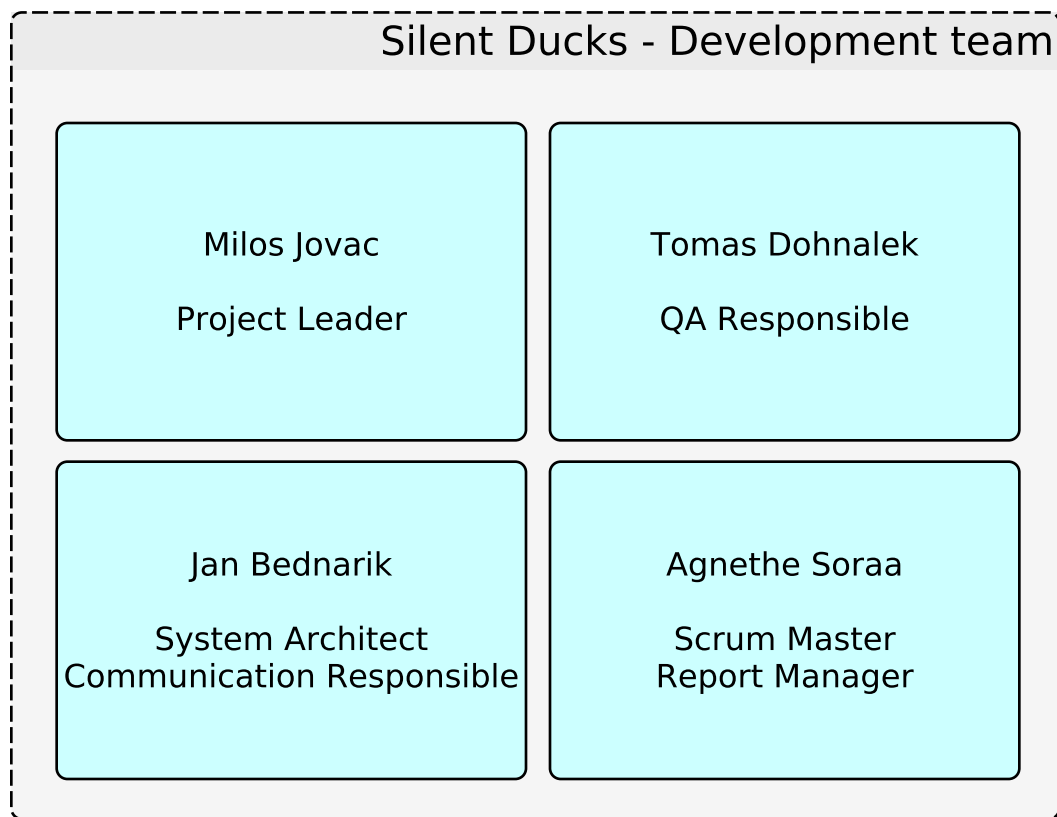 Silent Ducks - Development team
Milos Jovac
Project Leader
Tomas Dohnalek
QA Responsible
Jan Bednarik
System Architect
Communication Responsible
Agnethe Soraa
Scrum Master
Report Manager